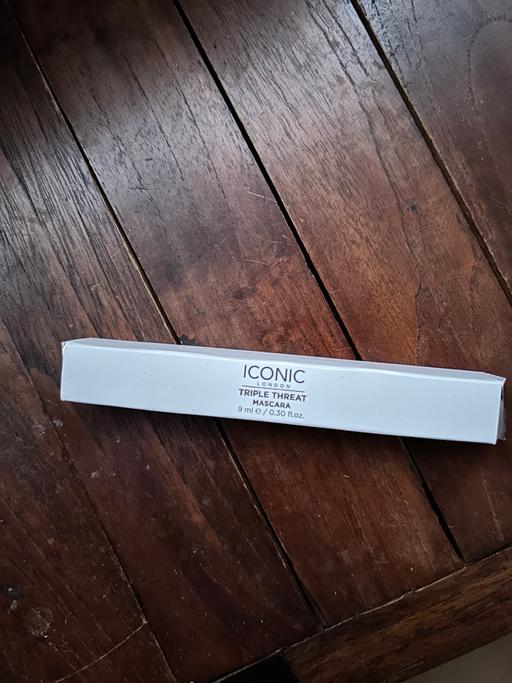 ICONIC
LONDON
TRIPLE THREAT
MASCARA
9 ml ℮ / 0.30 fl.oz.